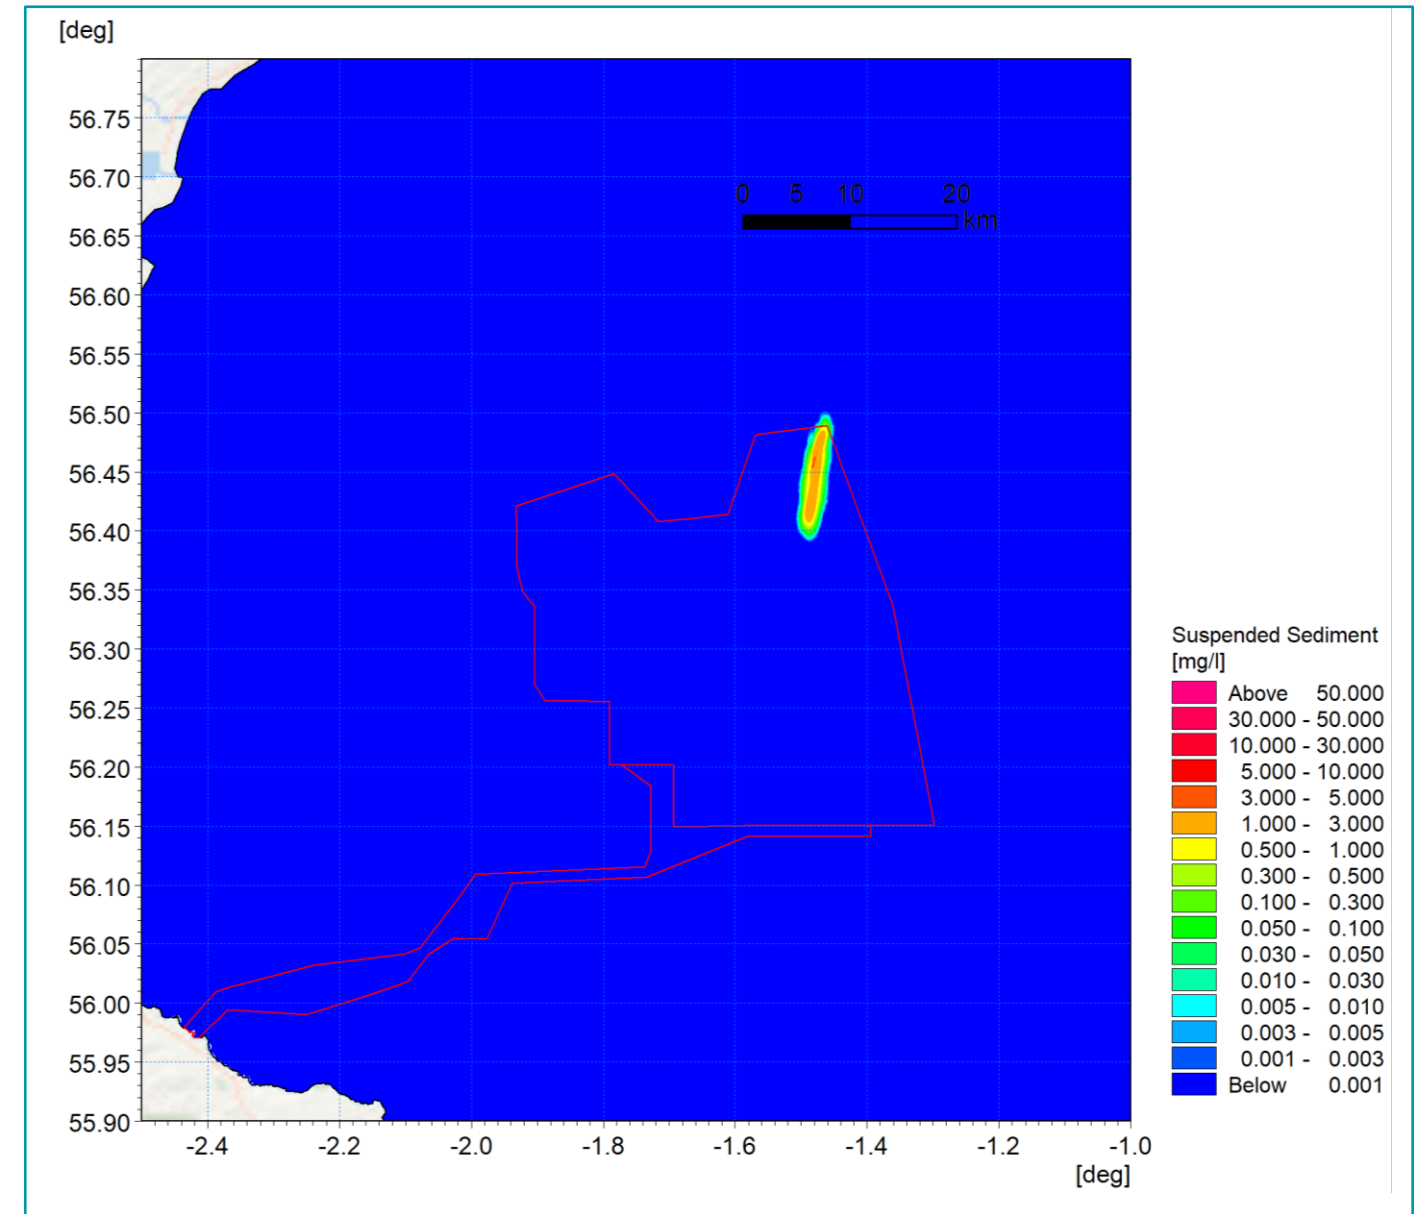 [deg]
56.75
56.70
0 5 10 20
km
56.65
56.60
56.55
56.50
56.45
56.40
56.35
56.30
56.25
56.20
56.15
56.10
56.05
56.00
55.95
55.90
-2.4 -2.2 -2.0 -1.8 -1.6 -1.4 -1.2 -1.0
[deg]
Suspended Sediment
[mg/l]
Above 50.000
30.000 - 50.000
10.000 - 30.000
5.000 - 10.000
3.000 - 5.000
1.000 - 3.000
0.500 - 1.000
0.300 - 0.500
0.100 - 0.300
0.050 - 0.100
0.030 - 0.050
0.010 - 0.030
0.005 - 0.010
0.003 - 0.005
0.001 - 0.003
Below 0.001